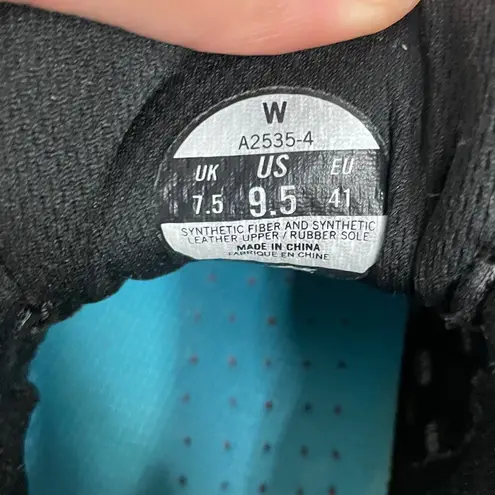 W
A2535-4
UK US EU
7.5 9.5 41
SYNTHETIC FIBER AND SYNTHETIC
LEATHER UPPER / RUBBER SOLE
MADE IN CHINA
FABRIQUE EN CHINE